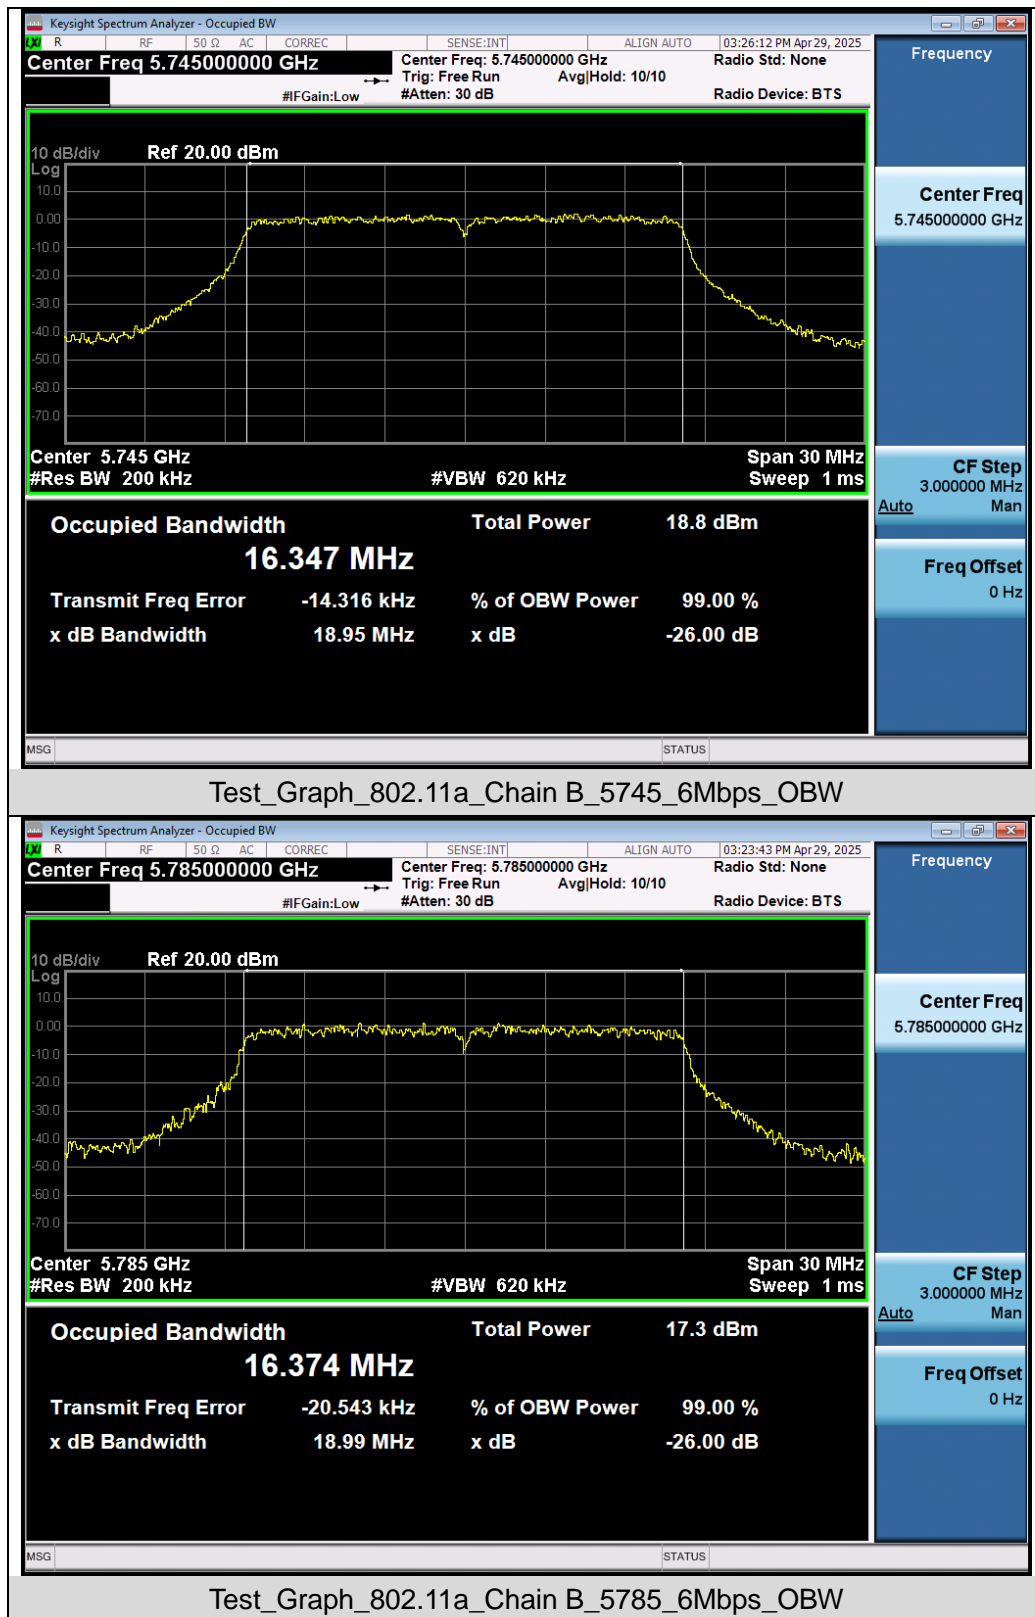 Keysight Spectrum Analyzer - Occupied BW
LXI R RF 50 Ω AC CORREC SENSE:INT ALIGN AUTO 03:26:12 PM Apr 29, 2025
Center Freq 5.745000000 GHz
Center Freq: 5.745000000 GHz Radio Std: None
Trig: Free Run Avg|Hold: 10/10
#IFGain:Low #Atten: 30 dB Radio Device: BTS
Frequency
10 dB/div Ref 20.00 dBm
Log
10.0
0.00
-10.0
-20.0
-30.0
-40.0
-50.0
-60.0
-70.0
Center Freq
5.745000000 GHz
Center 5.745 GHz Span 30 MHz
#Res BW 200 kHz #VBW 620 kHz Sweep 1 ms
CF Step
3.000000 MHz
Auto Man
Freq Offset
0 Hz
Occupied Bandwidth Total Power 18.8 dBm
16.347 MHz
Transmit Freq Error -14.316 kHz % of OBW Power 99.00 %
x dB Bandwidth 18.95 MHz x dB -26.00 dB
MSG STATUS
Test_Graph_802.11a_Chain B_5745_6Mbps_OBW
Keysight Spectrum Analyzer - Occupied BW
LXI R RF 50 Ω AC CORREC SENSE:INT ALIGN AUTO 03:23:43 PM Apr 29, 2025
Center Freq 5.785000000 GHz
Center Freq: 5.785000000 GHz Radio Std: None
Trig: Free Run Avg|Hold: 10/10
#IFGain:Low #Atten: 30 dB Radio Device: BTS
Frequency
10 dB/div Ref 20.00 dBm
Log
10.0
0.00
-10.0
-20.0
-30.0
-40.0
-50.0
-60.0
-70.0
Center Freq
5.785000000 GHz
Center 5.785 GHz Span 30 MHz
#Res BW 200 kHz #VBW 620 kHz Sweep 1 ms
CF Step
3.000000 MHz
Auto Man
Freq Offset
0 Hz
Occupied Bandwidth Total Power 17.3 dBm
16.374 MHz
Transmit Freq Error -20.543 kHz % of OBW Power 99.00 %
x dB Bandwidth 18.99 MHz x dB -26.00 dB
MSG STATUS
Test_Graph_802.11a_Chain B_5785_6Mbps_OBW